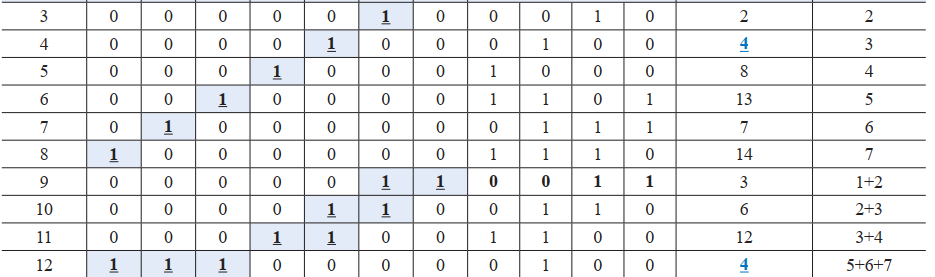 3 0 0 0 0 0 1 0 0 0 1 0 2 2
4 0 0 0 0 1 0 0 0 1 0 0 4 3
5 0 0 0 1 0 0 0 1 0 0 0 8 4
6 0 0 1 0 0 0 0 1 1 0 1 13 5
7 0 1 0 0 0 0 0 0 1 1 1 7 6
8 1 0 0 0 0 0 0 1 1 1 0 14 7
9 0 0 0 0 0 1 1 0 0 1 1 3 1+2
10 0 0 0 0 1 1 0 0 1 1 0 6 2+3
11 0 0 0 1 1 0 0 1 1 0 0 12 3+4
12 1 1 1 0 0 0 0 0 1 0 0 4 5+6+7